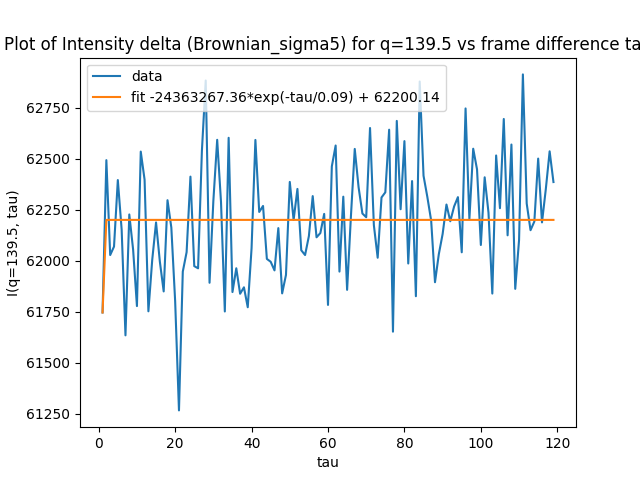 Plot of Intensity delta (Brownian_sigma5) for q=139.5 vs frame difference ta
data
fit -24363267.36*exp(-tau/0.09) + 62200.14
I(q=139.5, tau)
62750
62500
62250
62000
61750
61500
61250
0 20 40 60 80 100 120
tau